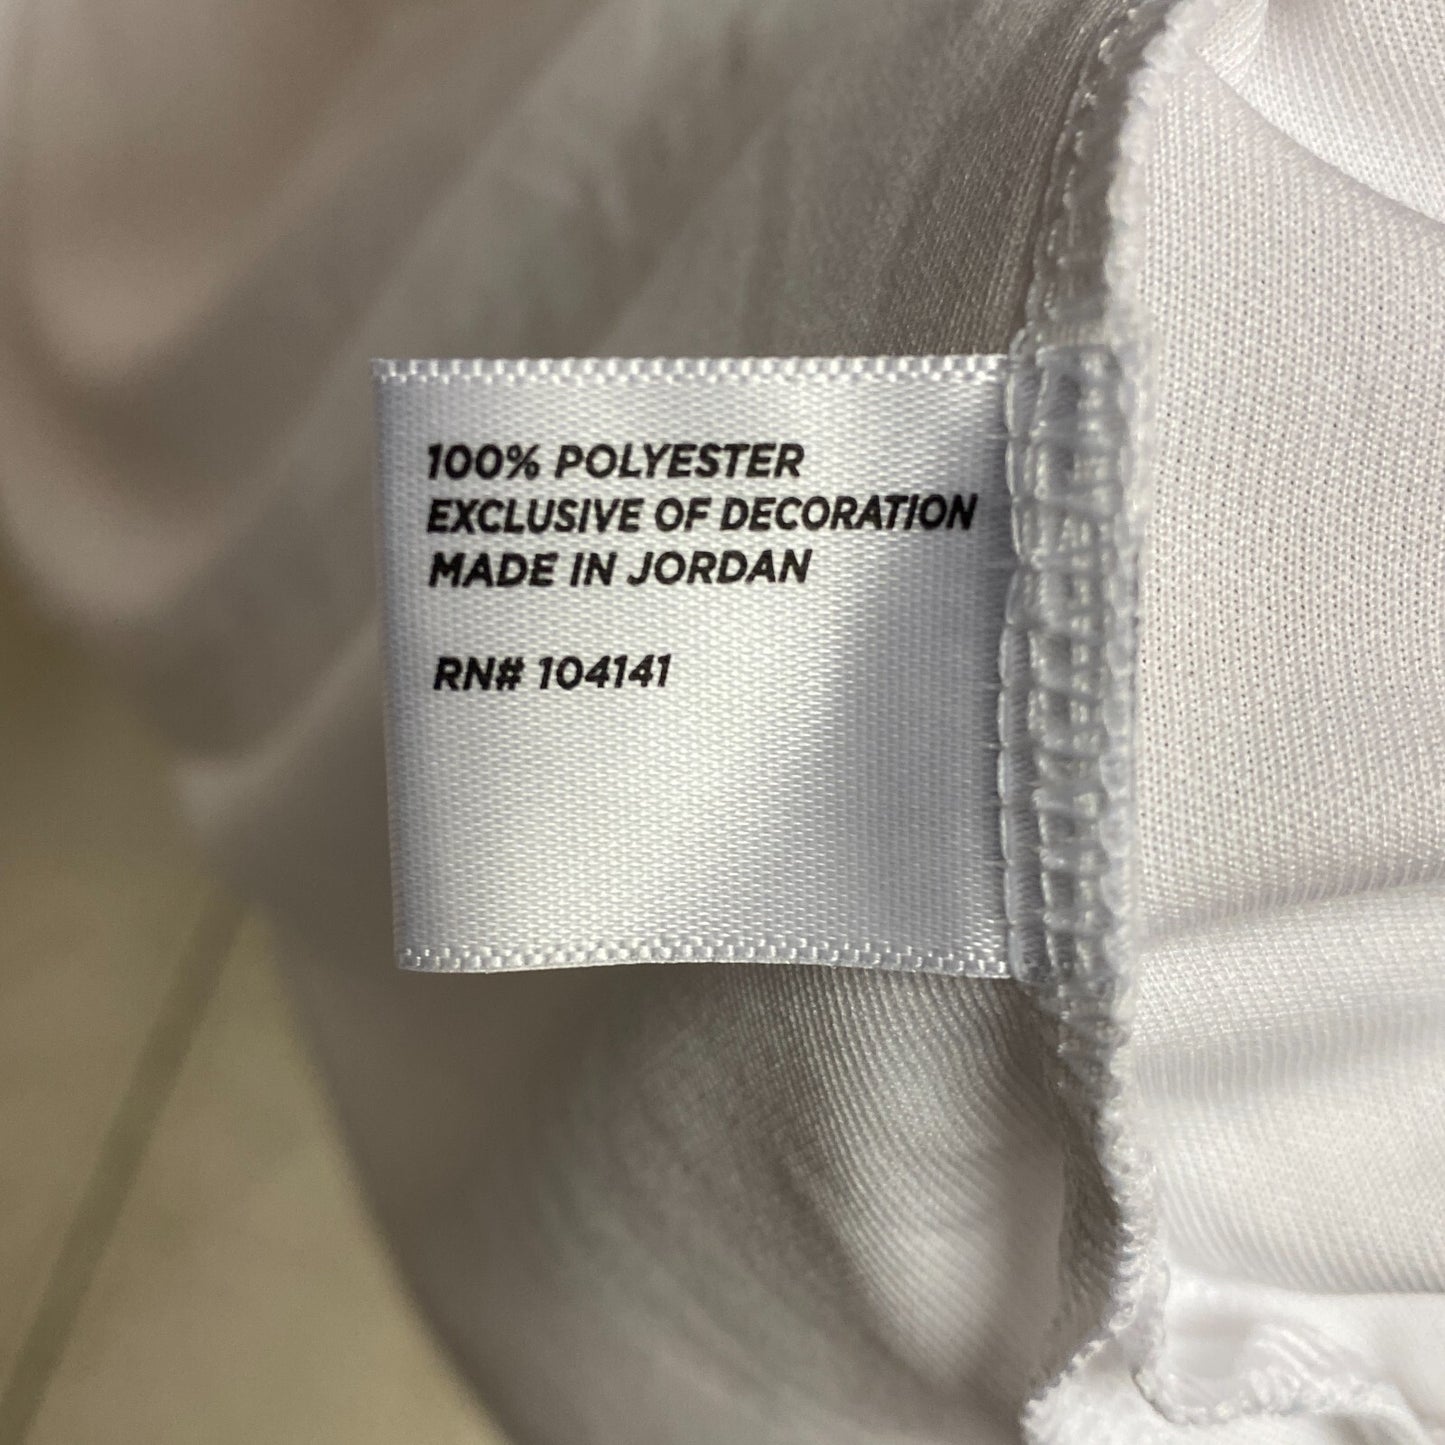 100% POLYESTER
EXCLUSIVE OF DECORATION
MADE IN JORDAN
RN# 104141